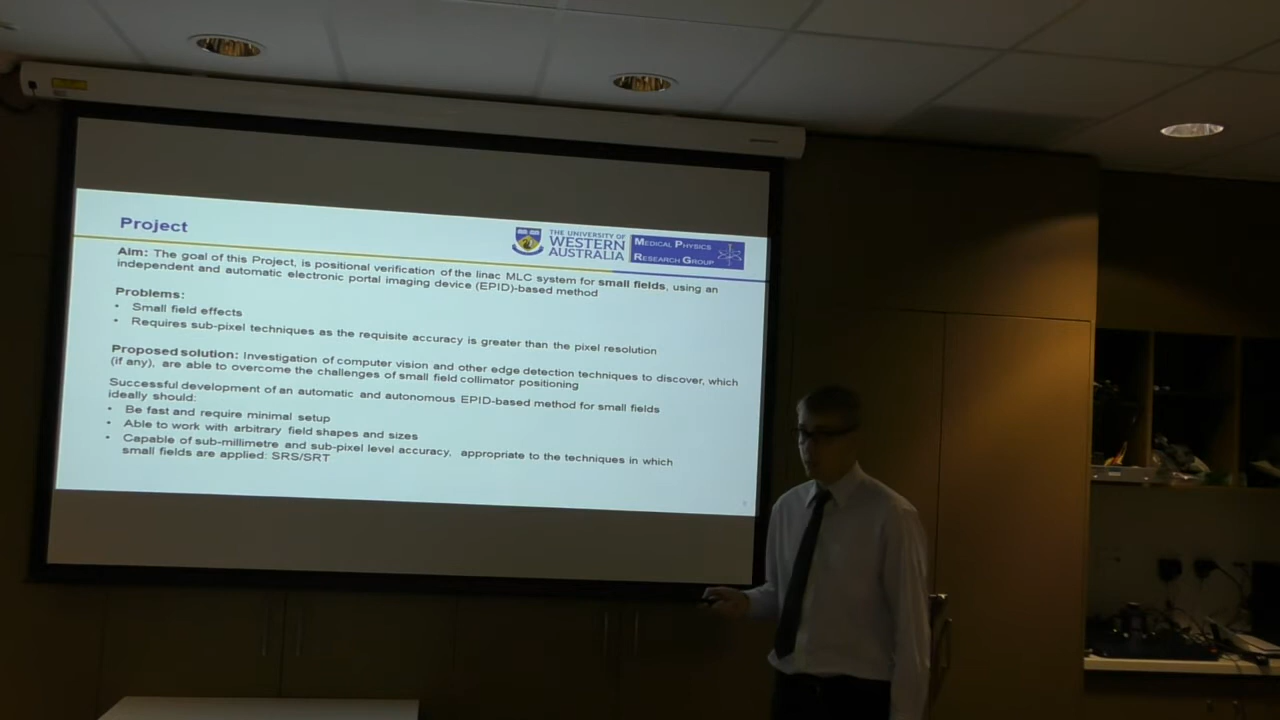 Project
THE UNIVERSITY OF
WESTERN
AUSTRALIA
MEDICAL PHYSICS
RESEARCH GROUP
Aim: The goal of this Project, is positional verification of the linac MLC system for small fields, using an
independent and automatic electronic portal imaging device (EPID)-based method
Problems:
• Small field effects
• Requires sub-pixel techniques as the requisite accuracy is greater than the pixel resolution
Proposed solution: Investigation of computer vision and other edge detection techniques to discover, which
(if any), are able to overcome the challenges of small field collimator positioning
Successful development of an automatic and autonomous EPID-based method for small fields
ideally should:
• Be fast and require minimal setup
• Able to work with arbitrary field shapes and sizes
• Capable of sub-millimetre and sub-pixel level accuracy, appropriate to the techniques in which
small fields are applied: SRS/SRT